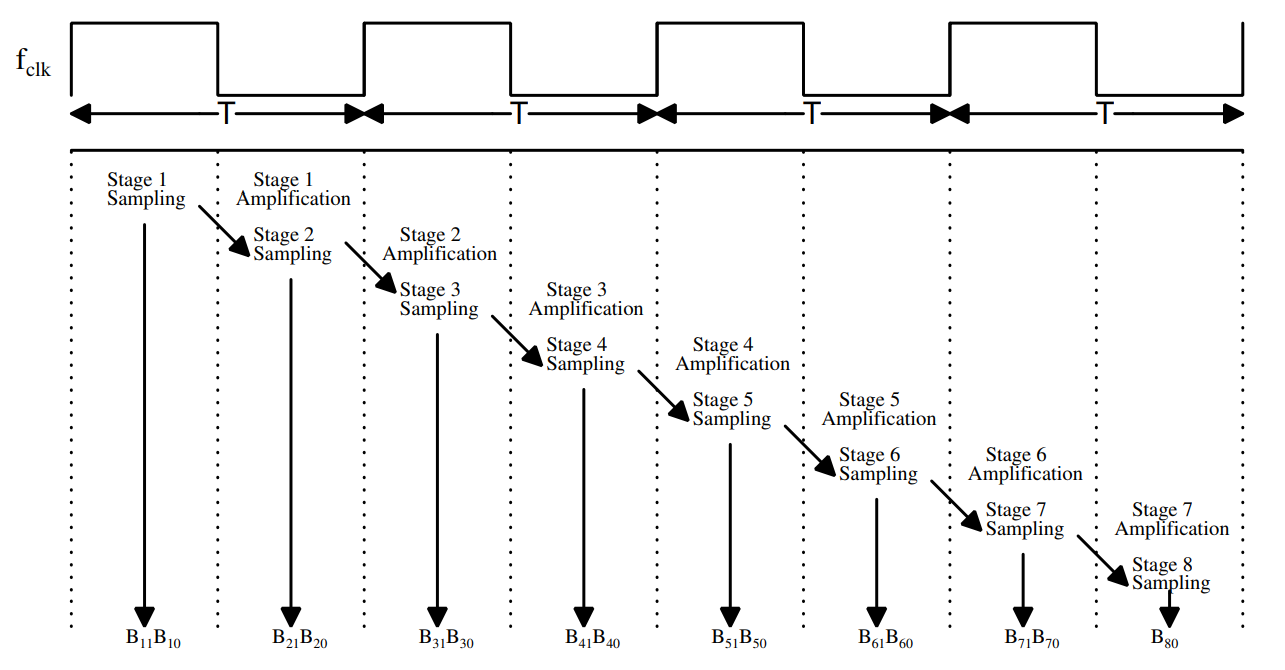 f_clk
T T T T
Stage 1
Sampling
Stage 1
Amplification
Stage 2
Sampling
Stage 2
Amplification
Stage 3
Sampling
Stage 3
Amplification
Stage 4
Sampling
Stage 4
Amplification
Stage 5
Sampling
Stage 5
Amplification
Stage 6
Sampling
Stage 6
Amplification
Stage 7
Sampling
Stage 7
Amplification
Stage 8
Sampling
B₁₁B₁₀ B₂₁B₂₀ B₃₁B₃₀ B₄₁B₄₀ B₅₁B₅₀ B₆₁B₆₀ B₇₁B₇₀ B₈₀